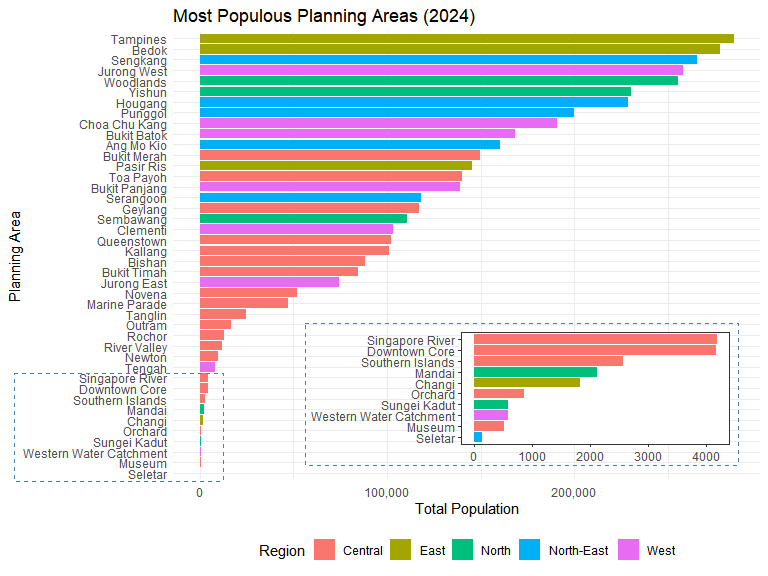 Most Populous Planning Areas (2024)
Planning Area
Tampines
Bedok
Sengkang
Jurong West
Woodlands
Yishun
Hougang
Punggol
Choa Chu Kang
Bukit Batok
Ang Mo Kio
Bukit Merah
Pasir Ris
Toa Payoh
Bukit Panjang
Serangoon
Geylang
Sembawang
Clementi
Queenstown
Kallang
Bishan
Bukit Timah
Jurong East
Novena
Marine Parade
Tanglin
Outram
Rochor
River Valley
Newton
Tengah
Singapore River
Downtown Core
Southern Islands
Mandai
Changi
Orchard
Sungei Kadut
Western Water Catchment
Museum
Seletar
Singapore River
Downtown Core
Southern Islands
Mandai
Changi
Orchard
Sungei Kadut
Western Water Catchment
Museum
Seletar
0 1000 2000 3000 4000
0 100,000 200,000
Total Population
Region Central East North North-East West